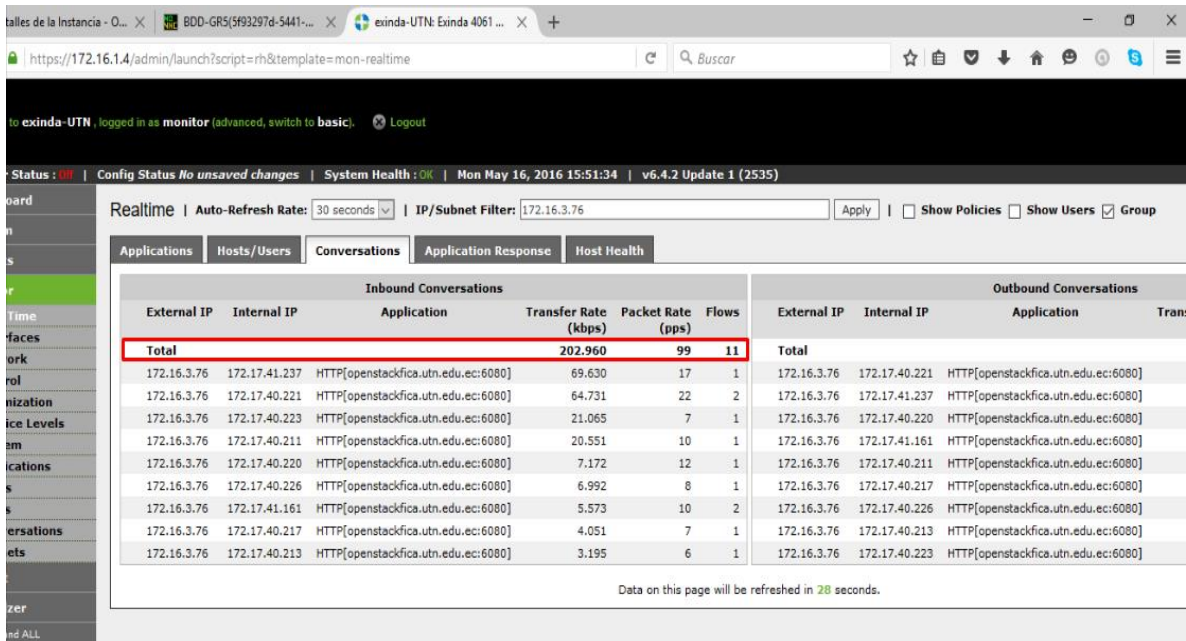 talles de la Instancia - O...
BDD-GR5(5f93297d-5441-...
exinda-UTN: Exinda 4061 ...
https://172.16.1.4/admin/launch?script=rh&template=mon-realtime
Buscar
to exinda-UTN , logged in as monitor (advanced, switch to basic). Logout
Status : Off | Config Status No unsaved changes | System Health : OK | Mon May 16, 2016 15:51:34 | v6.4.2 Update 1 (2535)
oard
n
s
r
Time
rfaces
ork
rol
nization
ice Levels
em
ications
s
s
ersations
ets
t
zer
and ALL
Realtime | Auto-Refresh Rate: 30 seconds | IP/Subnet Filter: 172.16.3.76 Apply | Show Policies Show Users Group
Applications Hosts/Users Conversations Application Response Host Health
Inbound Conversations
External IP Internal IP Application Transfer Rate (kbps) Packet Rate (pps) Flows
Total 202.960 99 11
172.16.3.76 172.17.41.237 HTTP[openstackfica.utn.edu.ec:6080] 69.630 17 1
172.16.3.76 172.17.40.221 HTTP[openstackfica.utn.edu.ec:6080] 64.731 22 2
172.16.3.76 172.17.40.223 HTTP[openstackfica.utn.edu.ec:6080] 21.065 7 1
172.16.3.76 172.17.40.211 HTTP[openstackfica.utn.edu.ec:6080] 20.551 10 1
172.16.3.76 172.17.40.220 HTTP[openstackfica.utn.edu.ec:6080] 7.172 12 1
172.16.3.76 172.17.40.226 HTTP[openstackfica.utn.edu.ec:6080] 6.992 8 1
172.16.3.76 172.17.41.161 HTTP[openstackfica.utn.edu.ec:6080] 5.573 10 2
172.16.3.76 172.17.40.217 HTTP[openstackfica.utn.edu.ec:6080] 4.051 7 1
172.16.3.76 172.17.40.213 HTTP[openstackfica.utn.edu.ec:6080] 3.195 6 1
Outbound Conversations
External IP Internal IP Application Trans
Total
172.16.3.76 172.17.40.221 HTTP[openstackfica.utn.edu.ec:6080]
172.16.3.76 172.17.41.237 HTTP[openstackfica.utn.edu.ec:6080]
172.16.3.76 172.17.40.220 HTTP[openstackfica.utn.edu.ec:6080]
172.16.3.76 172.17.41.161 HTTP[openstackfica.utn.edu.ec:6080]
172.16.3.76 172.17.40.211 HTTP[openstackfica.utn.edu.ec:6080]
172.16.3.76 172.17.40.217 HTTP[openstackfica.utn.edu.ec:6080]
172.16.3.76 172.17.40.226 HTTP[openstackfica.utn.edu.ec:6080]
172.16.3.76 172.17.40.213 HTTP[openstackfica.utn.edu.ec:6080]
172.16.3.76 172.17.40.223 HTTP[openstackfica.utn.edu.ec:6080]
Data on this page will be refreshed in 28 seconds.